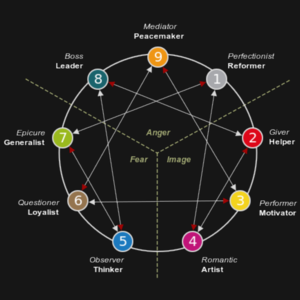 Mediator
Peacemaker
9
Boss
Leader
8
Perfectionist
Reformer
1
Epicure
Generalist
7
Anger
Giver
Helper
2
Fear
Image
Questioner
Loyalist
6
Performer
Motivator
3
Observer
Thinker
5
Romantic
Artist
4